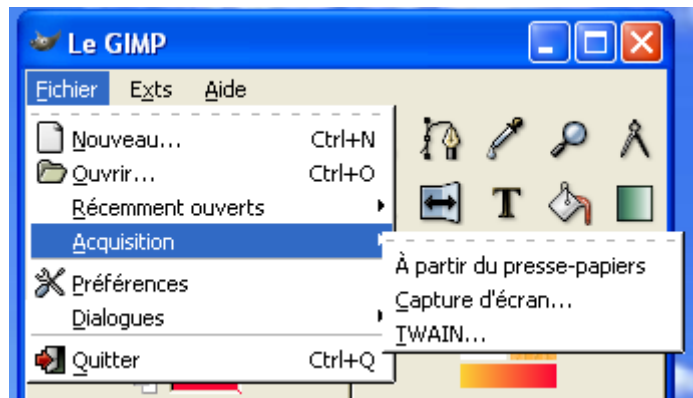 Le GIMP
Fichier Exts Aide
Nouveau... Ctrl+N
Ouvrir... Ctrl+O
Récemment ouverts
Acquisition
À partir du presse-papiers
Capture d'écran...
TWAIN...
Préférences
Dialogues
Quitter Ctrl+Q